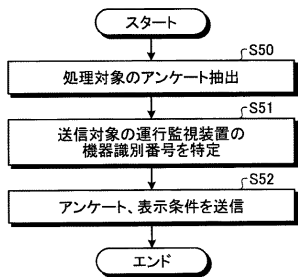 スタート
S50
処理対象のアンケート抽出
S51
送信対象の運行監視装置の
機器識別番号を特定
S52
アンケート、表示条件を送信
エンド